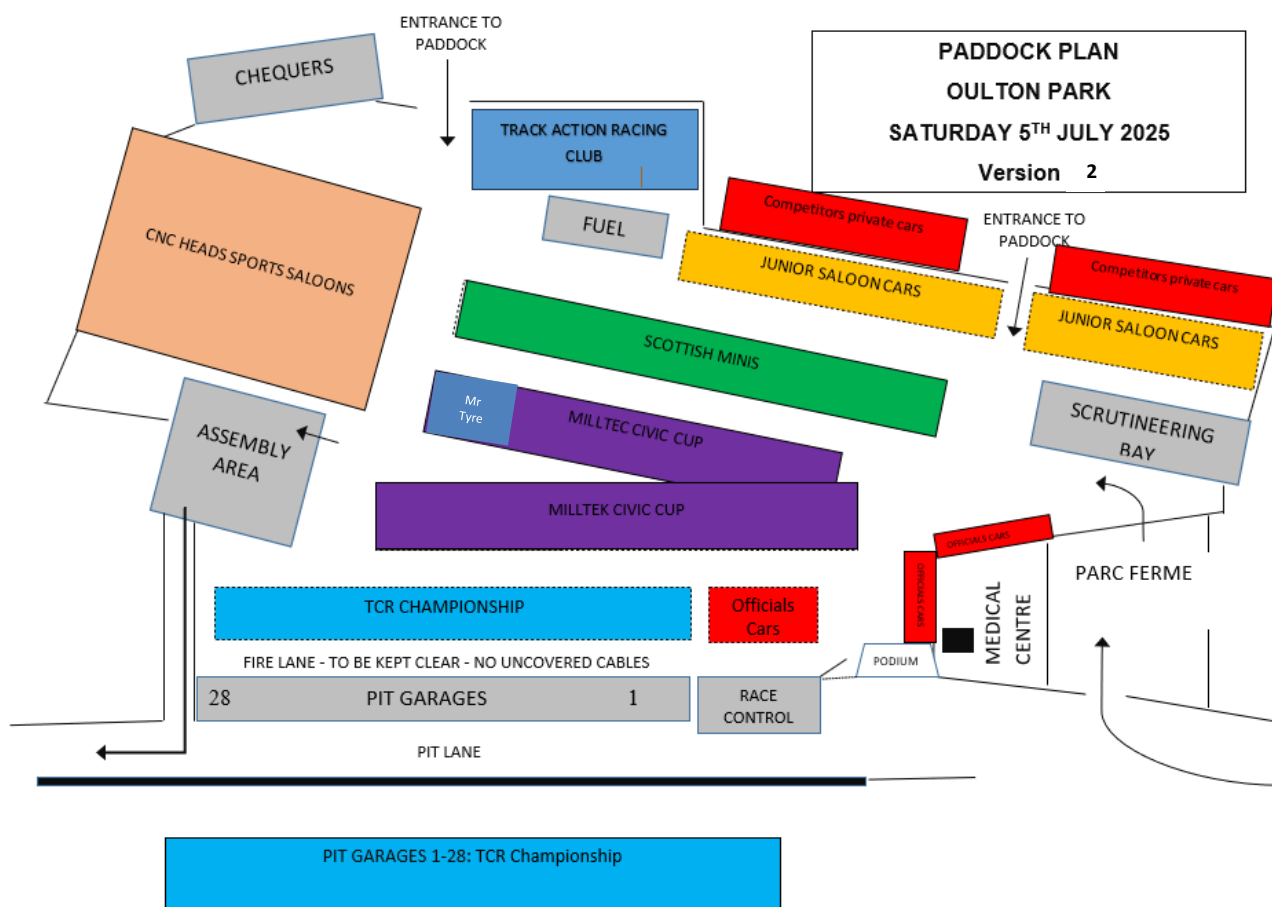 ENTRANCE TO
PADDOCK
PADDOCK PLAN
OULTON PARK
SATURDAY 5TH JULY 2025
Version 2
CHEQUERS
TRACK ACTION RACING
CLUB
FUEL
Competitors private cars
ENTRANCE TO
PADDOCK
Competitors private cars
CNC HEADS SPORTS SALOONS
JUNIOR SALOON CARS
JUNIOR SALOON CARS
SCOTTISH MINIS
Mr
Tyre
MILLTEC CIVIC CUP
SCRUTINEERING
BAY
ASSEMBLY
AREA
MILLTEK CIVIC CUP
OFFICIALS CARS
OFFICIALS CARS
PARC FERME
MEDICAL
CENTRE
TCR CHAMPIONSHIP
Officials
Cars
FIRE LANE - TO BE KEPT CLEAR - NO UNCOVERED CABLES
PODIUM
28 PIT GARAGES 1
RACE
CONTROL
PIT LANE
PIT GARAGES 1-28: TCR Championship